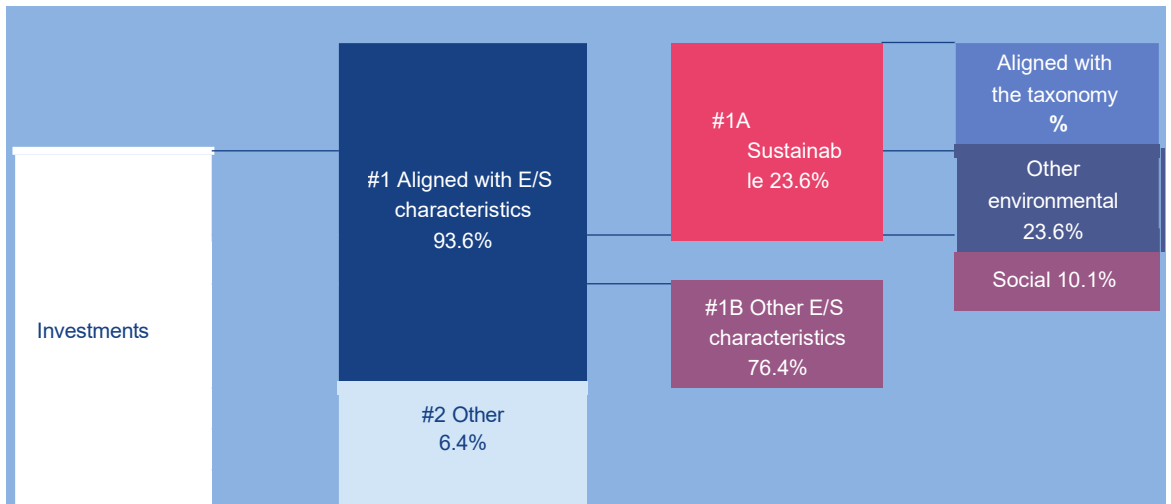 Investments
#1 Aligned with E/S
characteristics
93.6%
#2 Other
6.4%
#1A
Sustainab
le 23.6%
#1B Other E/S
characteristics
76.4%
Aligned with
the taxonomy
%
Other
environmental
23.6%
Social 10.1%